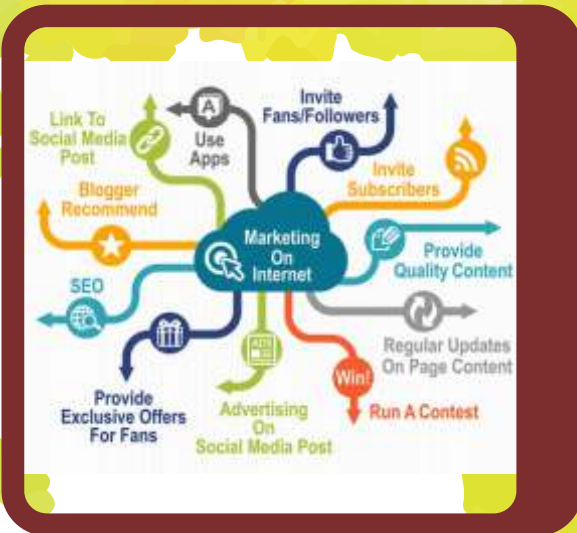 Invite
Fans/Followers
Link To
Social Media
Post
A
Use
Apps
Invite
Subscribers
Blogger
Recommend
Marketing
On
Internet
Provide
Quality Content
SEO
Regular Updates
On Page Content
ADS
Win!
Provide
Exclusive Offers
For Fans
Advertising
On
Social Media Post
Run A Contest